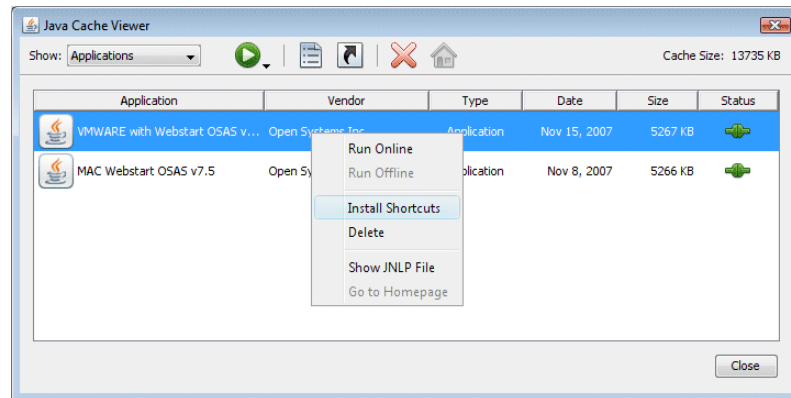 Java Cache Viewer
Show: Applications
Cache Size: 13735 KB
Application Vendor Type Date Size Status
VMWARE with Webstart OSAS v... Open Systems Inc Application Nov 15, 2007 5267 KB
MAC Webstart OSAS v7.5 Open Sy plication Nov 8, 2007 5266 KB
Run Online
Run Offline
Install Shortcuts
Delete
Show JNLP File
Go to Homepage
Close